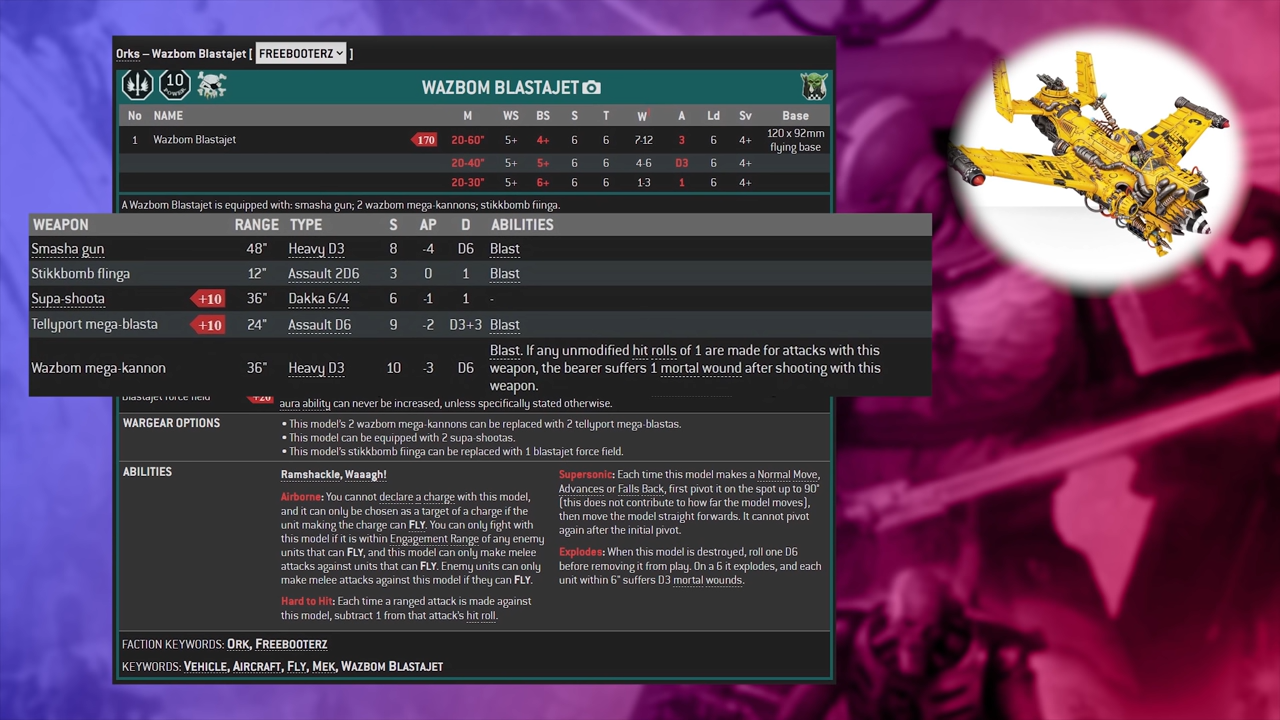 Orks – Wazbom Blastajet [ FREEBOOTERZ ]
10
POWER
WAZBOM BLASTAJET
No NAME M WS BS S T W A Ld Sv Base
1 Wazbom Blastajet 170 20-60" 5+ 4+ 6 6 7-12 3 6 4+ 120 x 92mm flying base
20-40" 5+ 5+ 6 6 4-6 D3 6 4+
20-30" 5+ 6+ 6 6 1-3 1 6 4+
A Wazbom Blastajet is equipped with: smasha gun; 2 wazbom mega-kannons; stikkbomb flinga.
WEAPON RANGE TYPE S AP D ABILITIES
Smasha gun 48" Heavy D3 8 -4 D6 Blast
Stikkbomb flinga 12" Assault 2D6 3 0 1 Blast
Supa-shoota +10 36" Dakka 6/4 6 -1 1 -
Tellyport mega-blasta +10 24" Assault D6 9 -2 D3+3 Blast
Wazbom mega-kannon 36" Heavy D3 10 -3 D6 Blast. If any unmodified hit rolls of 1 are made for attacks with this
weapon, the bearer suffers 1 mortal wound after shooting with this
weapon.
Blastajet force field +20 aura ability can never be increased, unless specifically stated otherwise.
WARGEAR OPTIONS
• This model's 2 wazbom mega-kannons can be replaced with 2 tellyport mega-blastas.
• This model can be equipped with 2 supa-shootas.
• This model's stikkbomb flinga can be replaced with 1 blastajet force field.
ABILITIES
Ramshackle, Waaagh!
Airborne: You cannot declare a charge with this model,
and it can only be chosen as a target of a charge if the
unit making the charge can FLY. You can only fight with
this model if it is within Engagement Range of any enemy
units that can FLY, and this model can only make melee
attacks against units that can FLY. Enemy units can only
make melee attacks against this model if they can FLY.
Hard to Hit: Each time a ranged attack is made against
this model, subtract 1 from that attack's hit roll.
Supersonic: Each time this model makes a Normal Move,
Advances or Falls Back, first pivot it on the spot up to 90°
(this does not contribute to how far the model moves),
then move the model straight forwards. It cannot pivot
again after the initial pivot.
Explodes: When this model is destroyed, roll one D6
before removing it from play. On a 6 it explodes, and each
unit within 6" suffers D3 mortal wounds.
FACTION KEYWORDS: ORK, FREEBOOTERZ
KEYWORDS: VEHICLE, AIRCRAFT, FLY, MEK, WAZBOM BLASTAJET